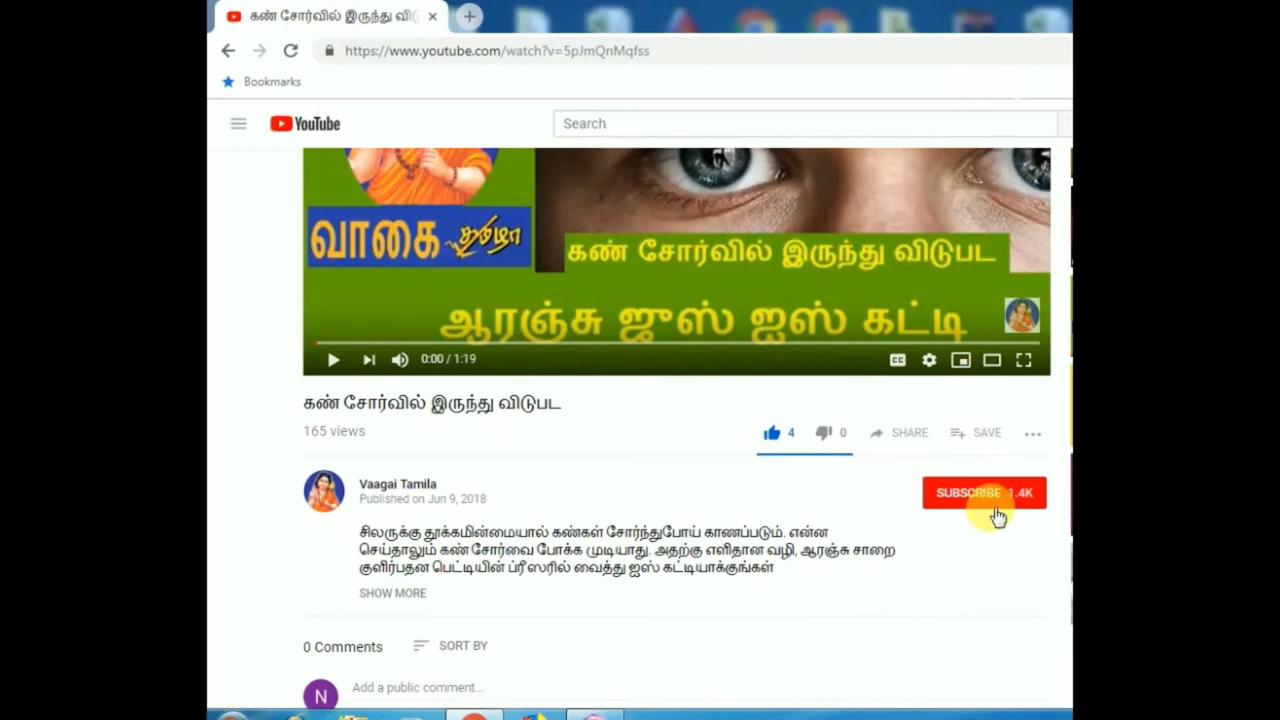 கண் சோர்வில் இருந்து வி
https://www.youtube.com/watch?v=5pJmQnMqfss
Bookmarks
YouTube
Search
வாகை தமிழா
கண் சோர்வில் இருந்து விடுபட
ஆரஞ்சு ஜுஸ் ஐஸ் கட்டி
0:00 / 1:19
CC
கண் சோர்வில் இருந்து விடுபட
165 views
4 0 SHARE SAVE
Vaagai Tamila
Published on Jun 9, 2018
SUBSCRIBE 1.4K
சிலருக்கு தூக்கமின்மையால் கண்கள் சோர்ந்துபோய் காணப்படும். என்ன
செய்தாலும் கண் சோர்வை போக்க முடியாது. அதற்கு எளிதான வழி, ஆரஞ்சு சாறை
குளிர்பதன பெட்டியின் ப்ரீஸரில் வைத்து ஐஸ் கட்டியாக்குங்கள்
SHOW MORE
0 Comments SORT BY
N
Add a public comment...